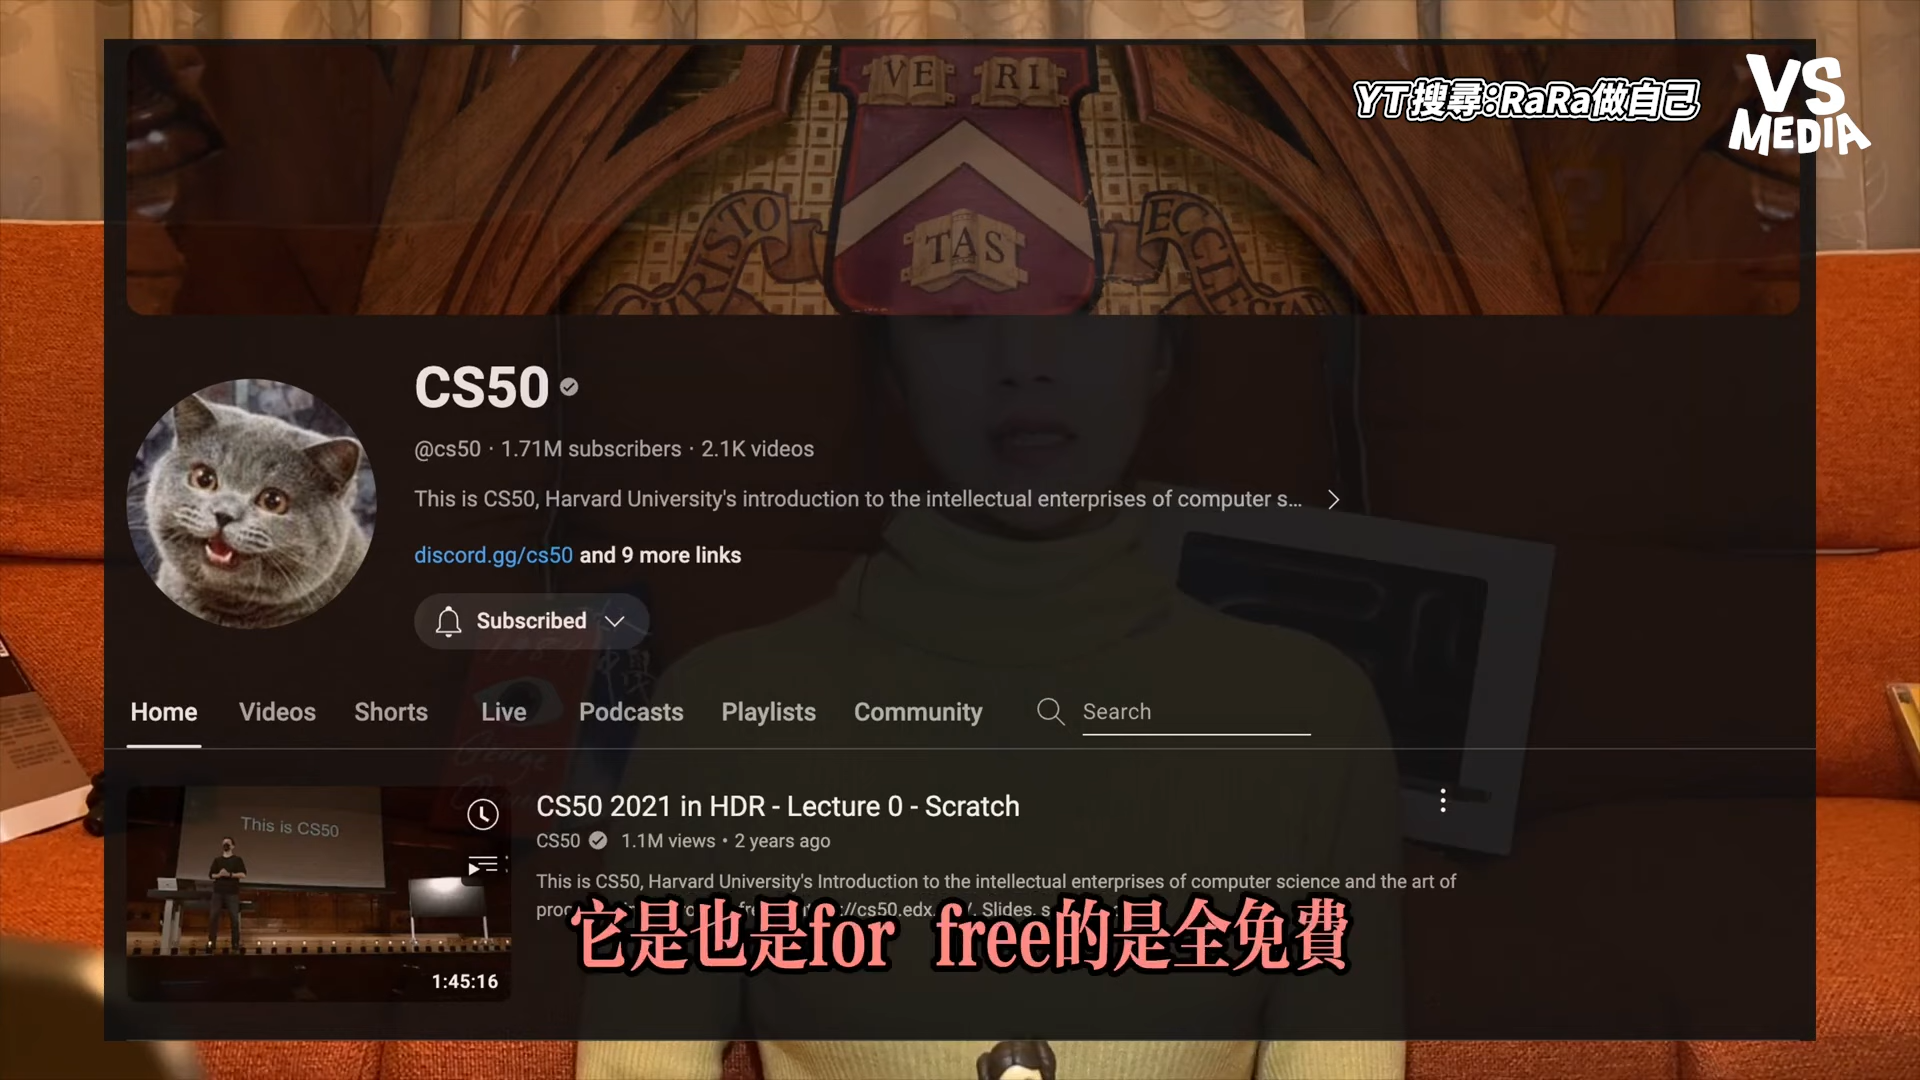 VE RI
TAS
CHRISTO
ECCLESIAE
YT搜尋:RaRa做自己
VS
MEDIA
CS50
@cs50 · 1.71M subscribers · 2.1K videos
This is CS50, Harvard University's introduction to the intellectual enterprises of computer s...
discord.gg/cs50 and 9 more links
Subscribed
Home Videos Shorts Live Podcasts Playlists Community Search
This is CS50
1:45:16
CS50 2021 in HDR - Lecture 0 - Scratch
CS50 1.1M views • 2 years ago
This is CS50, Harvard University's Introduction to the intellectual enterprises of computer science and the art of
://cs50.edx. Slides, s
它是也是for free的是全免費